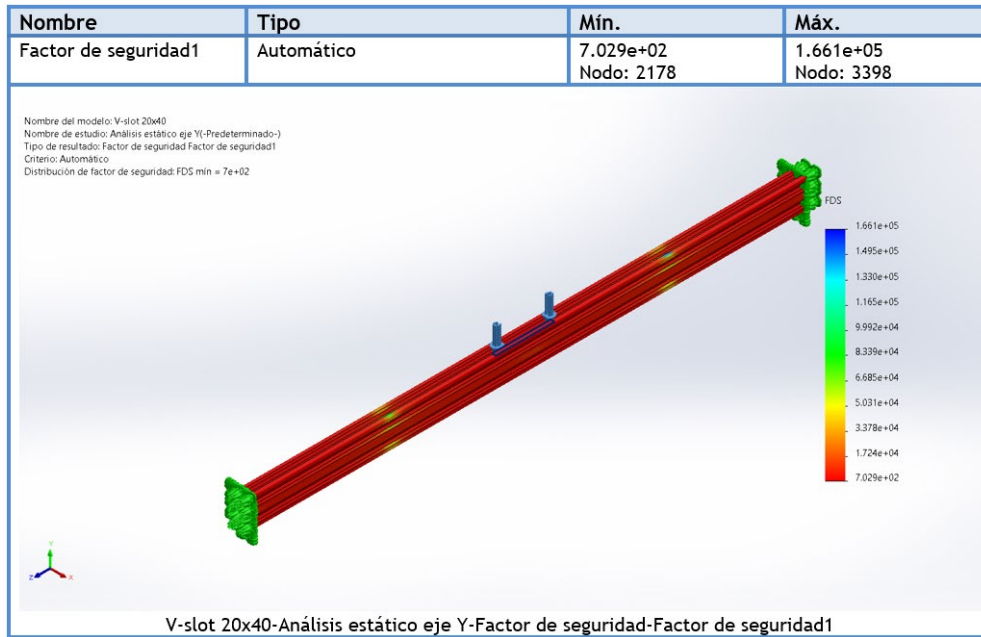 Nombre Tipo Mín. Máx.
Factor de seguridad1 Automático 7.029e+02 1.661e+05
Nodo: 2178 Nodo: 3398
Nombre del modelo: V-slot 20x40
Nombre de estudio: Análisis estático eje Y(-Predeterminado-)
Tipo de resultado: Factor de seguridad Factor de seguridad1
Criterio: Automático
Distribución de factor de seguridad: FDS mín = 7e+02
FDS
1.661e+05
1.495e+05
1.330e+05
1.165e+05
9.992e+04
8.339e+04
6.685e+04
5.031e+04
3.378e+04
1.724e+04
7.029e+02
Y
Z
X
V-slot 20x40-Análisis estático eje Y-Factor de seguridad-Factor de seguridad1